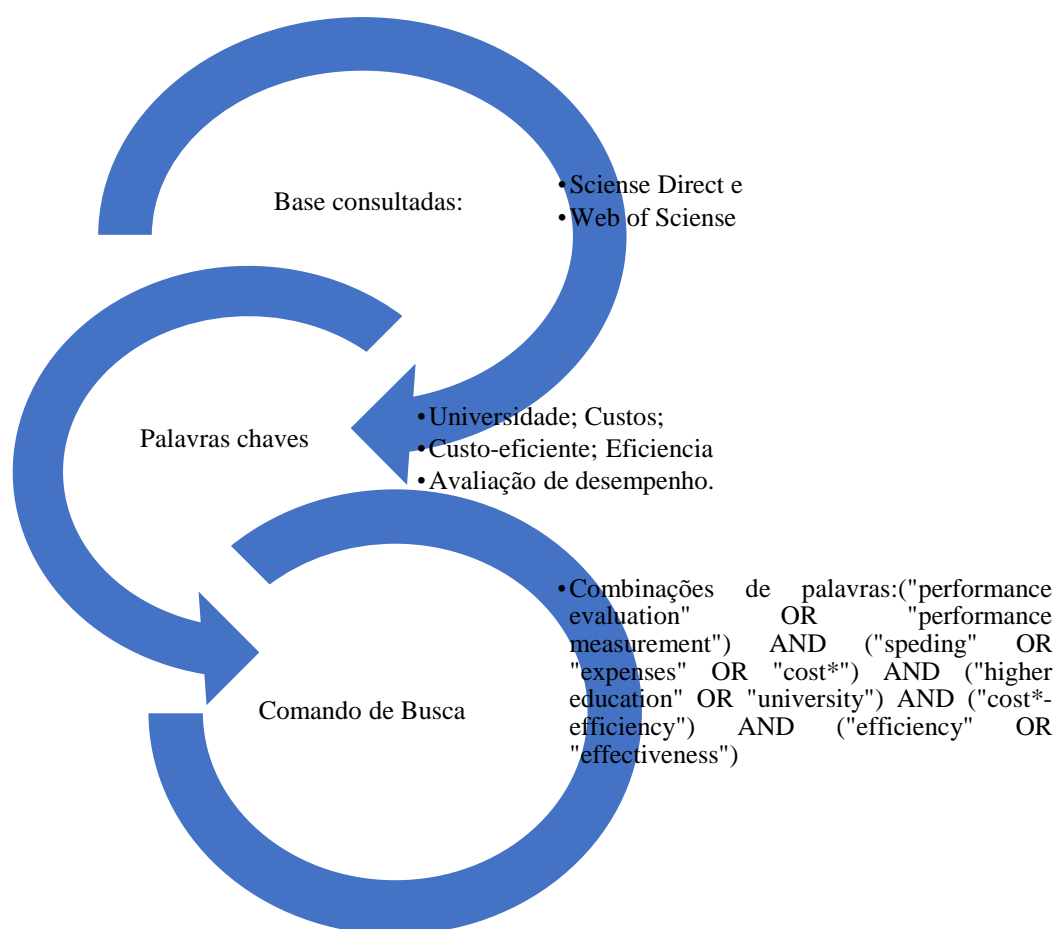 Base consultadas:
•Sciense Direct e
•Web of Sciense
Palavras chaves
•Universidade; Custos;
•Custo-eficiente; Eficiencia
•Avaliação de desempenho.
Comando de Busca
•Combinações de palavras:("performance
evaluation" OR "performance
measurement") AND ("speding" OR
"expenses" OR "cost*") AND ("higher
education" OR "university") AND ("cost*-
efficiency") AND ("efficiency" OR
"effectiveness")